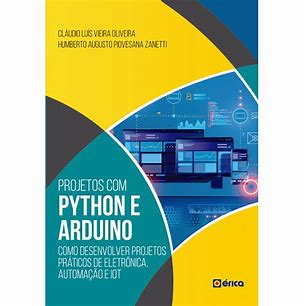 CLÁUDIO LUÍS VIEIRA OLIVEIRA
HUMBERTO AUGUSTO PIOVESANA ZANETTI
PROJETOS COM
PYTHON E
ARDUINO
COMO DESENVOLVER PROJETOS
PRÁTICOS DE ELETRÔNICA,
AUTOMAÇÃO E IOT
érica